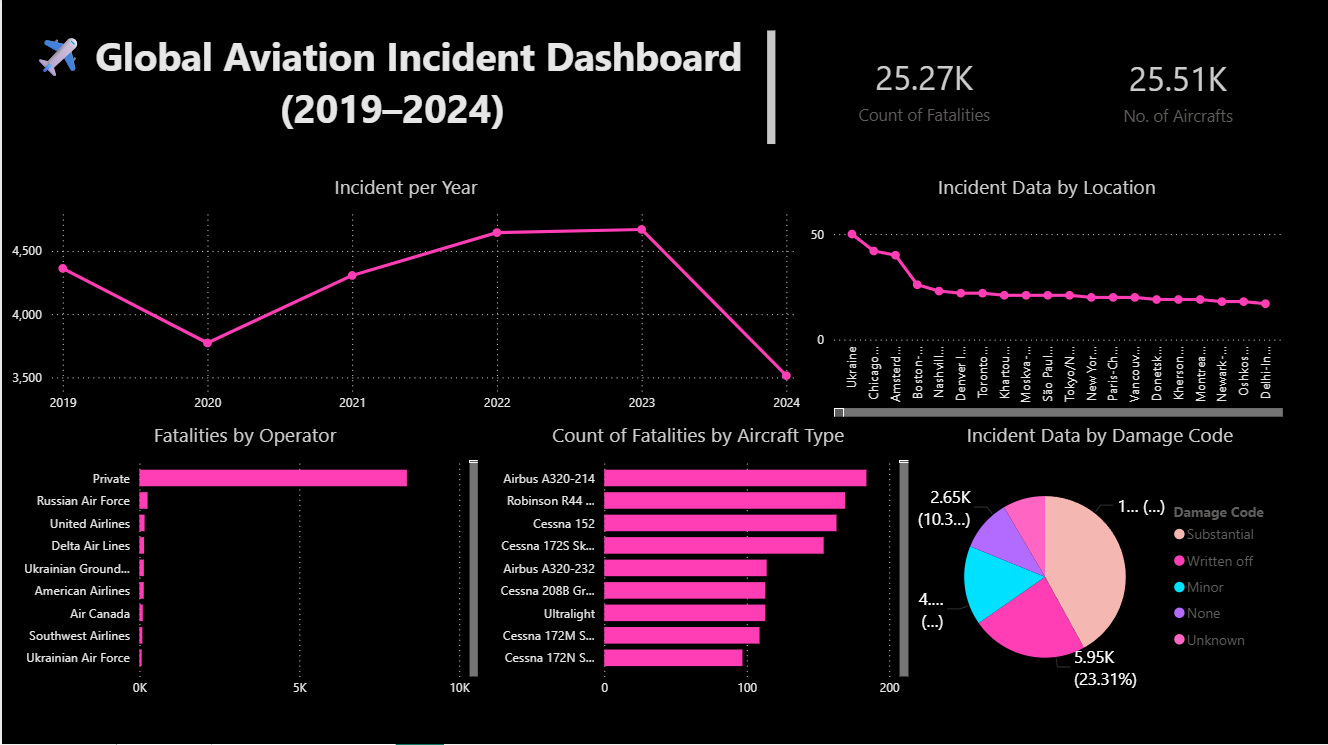 Global Aviation Incident Dashboard
(2019–2024)
25.27K
Count of Fatalities
25.51K
No. of Aircrafts
Incident per Year
4,500
4,000
3,500
2019
2020
2021
2022
2023
2024
Incident Data by Location
50
0
Ukraine
Chicago...
Amsterd...
Boston-...
Nashvill...
Denver I...
Toronto...
Khartou...
Moskva-...
São Paul...
Tokyo/N...
New Yor...
Paris-Ch...
Vancouv...
Donetsk...
Kherson...
Montrea...
Newark-...
Oshkos...
Delhi-In...
Fatalities by Operator
Private
Russian Air Force
United Airlines
Delta Air Lines
Ukrainian Ground...
American Airlines
Air Canada
Southwest Airlines
Ukrainian Air Force
0K
5K
10K
Count of Fatalities by Aircraft Type
Airbus A320-214
Robinson R44 ...
Cessna 152
Cessna 172S Sk...
Airbus A320-232
Cessna 208B Gr...
Ultralight
Cessna 172M S...
Cessna 172N S...
0
100
200
Incident Data by Damage Code
2.65K
(10.3...)
1... (...)
4....
(...)
5.95K
(23.31%)
Damage Code
Substantial
Written off
Minor
None
Unknown